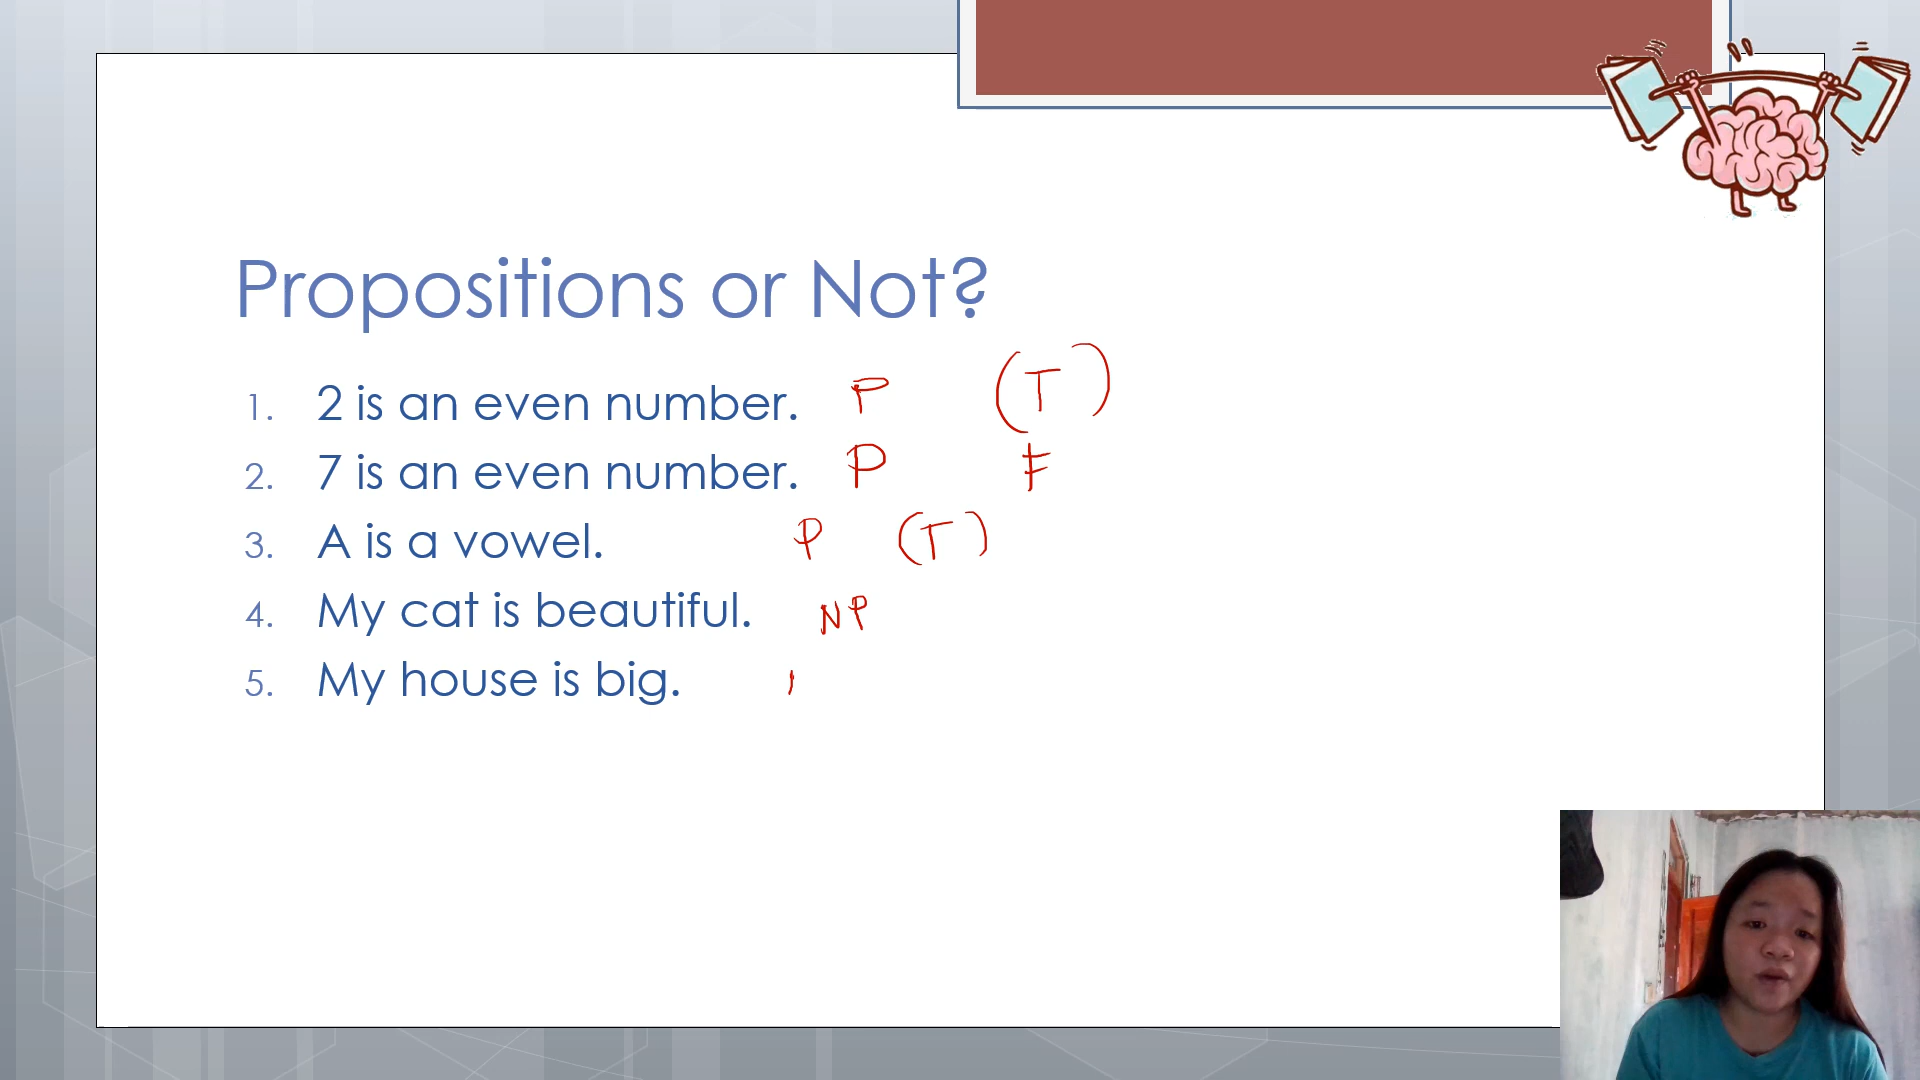 Propositions or Not?
1. 2 is an even number. P (T)
2. 7 is an even number. P F
3. A is a vowel. P (T)
4. My cat is beautiful. NP
5. My house is big.